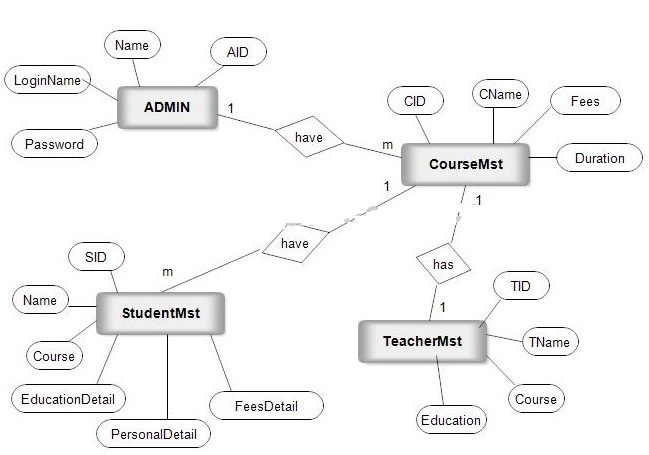 Name
AID
LoginName
ADMIN
Password
1
have
m
CID
CName
Fees
CourseMst
Duration
1
1
have
has
m
SID
Name
StudentMst
Course
EducationDetail
PersonalDetail
FeesDetail
1
TID
TeacherMst
TName
Course
Education